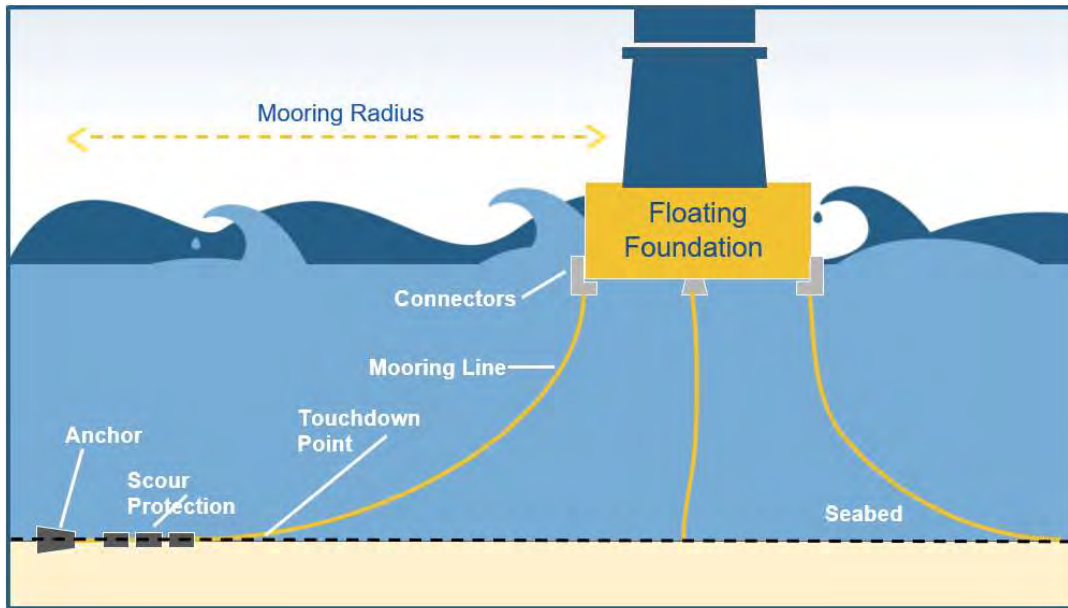 Mooring Radius
Floating
Foundation
Connectors
Mooring Line
Touchdown
Point
Anchor
Scour
Protection
Seabed